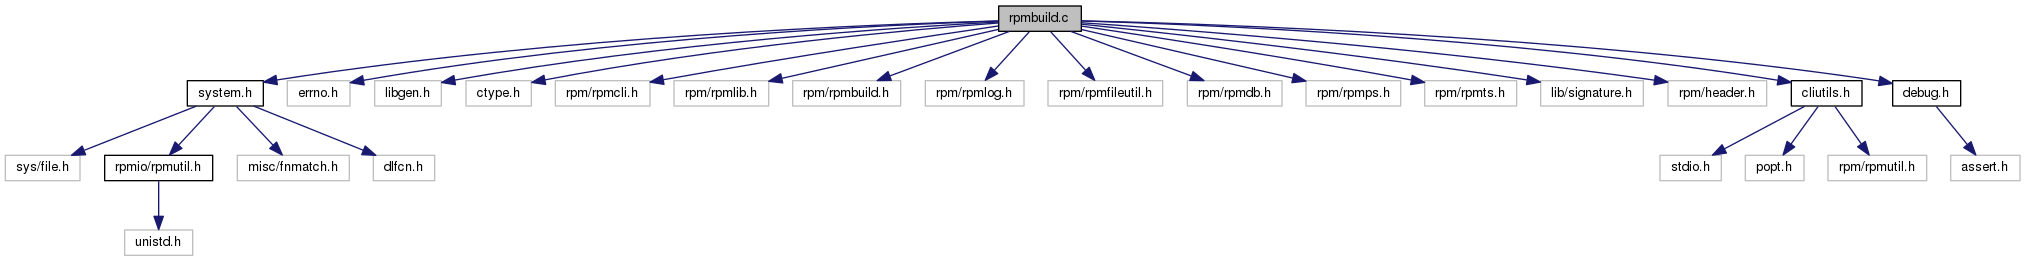 rpmbuild.c
system.h
errno.h
libgen.h
ctype.h
rpm/rpmcli.h
rpm/rpmlib.h
rpm/rpmbuild.h
rpm/rpmlog.h
rpm/rpmfileutil.h
rpm/rpmdb.h
rpm/rpmps.h
rpm/rpmts.h
lib/signature.h
rpm/header.h
cliutils.h
debug.h
sys/file.h
rpmio/rpmutil.h
misc/fnmatch.h
dlfcn.h
stdio.h
popt.h
rpm/rpmutil.h
assert.h
unistd.h